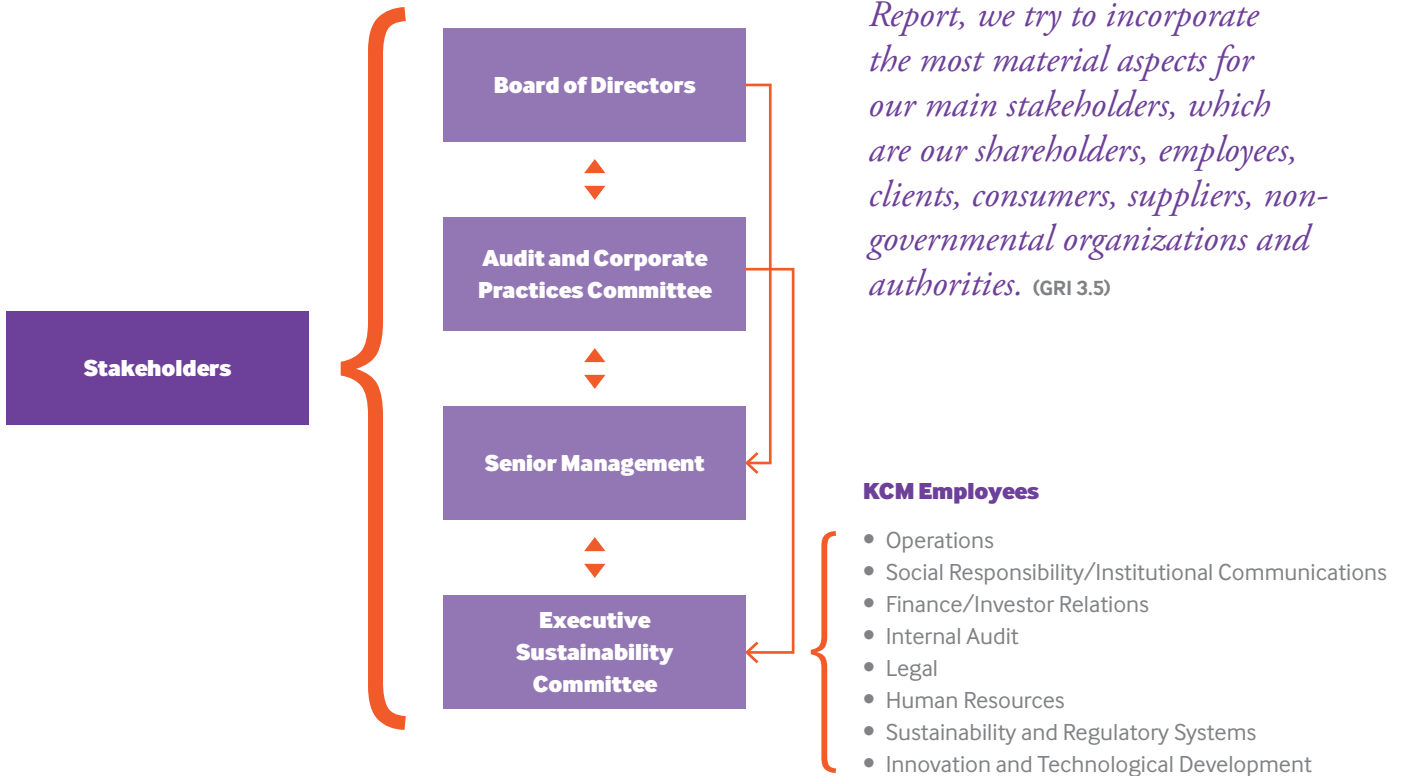 Report, we try to incorporate
the most material aspects for
our main stakeholders, which
are our shareholders, employees,
clients, consumers, suppliers, non-
governmental organizations and
authorities. (GRI 3.5)
Stakeholders
Board of Directors
Audit and Corporate
Practices Committee
Senior Management
Executive
Sustainability
Committee
KCM Employees
• Operations
• Social Responsibility/Institutional Communications
• Finance/Investor Relations
• Internal Audit
• Legal
• Human Resources
• Sustainability and Regulatory Systems
• Innovation and Technological Development